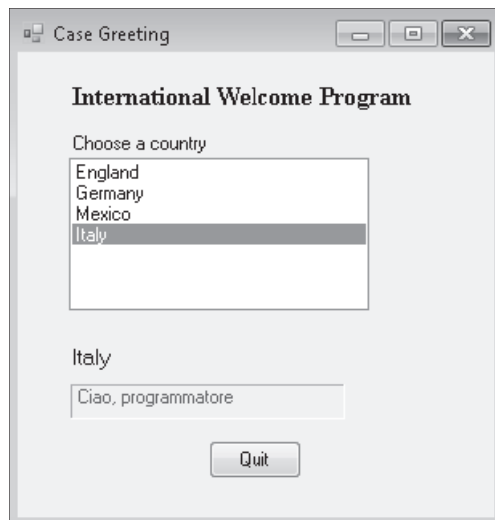 Case Greeting
International Welcome Program
Choose a country
England
Germany
Mexico
Italy
Italy
Ciao, programmatore
Quit